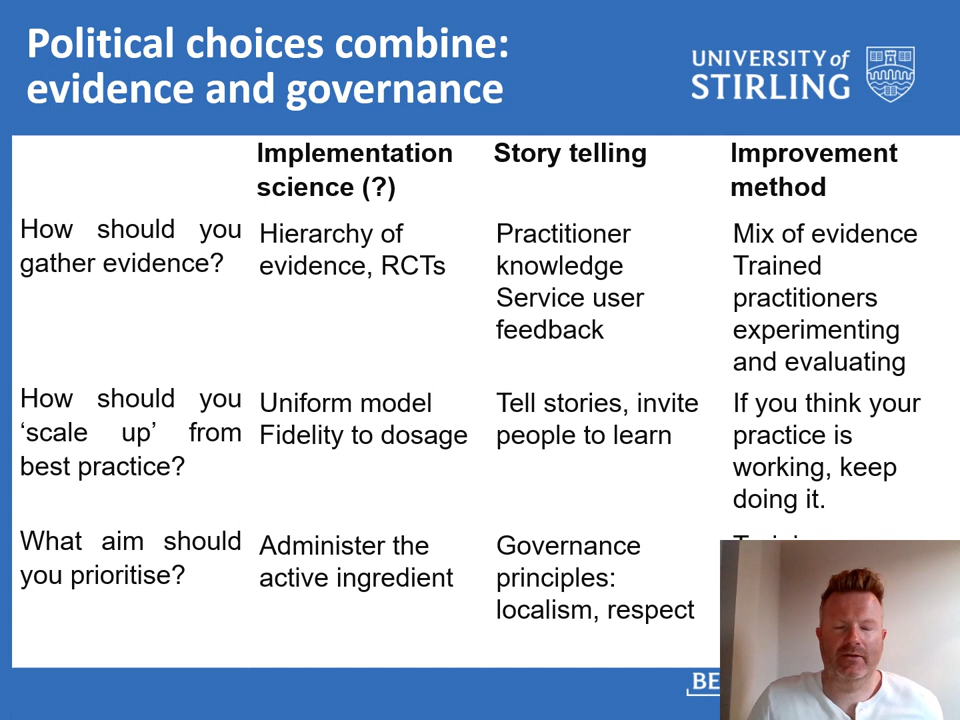 Political choices combine:
evidence and governance
UNIVERSITY of
STIRLING
Implementation
science (?)
Story telling
Improvement
method
How should you
gather evidence?
Hierarchy of
evidence, RCTs
Practitioner
knowledge
Service user
feedback
Mix of evidence
Trained
practitioners
experimenting
and evaluating
How should you
‘scale up’ from
best practice?
Uniform model
Fidelity to dosage
Tell stories, invite
people to learn
If you think your
practice is
working, keep
doing it.
What aim should
you prioritise?
Administer the
active ingredient
Governance
principles:
localism, respect
BE